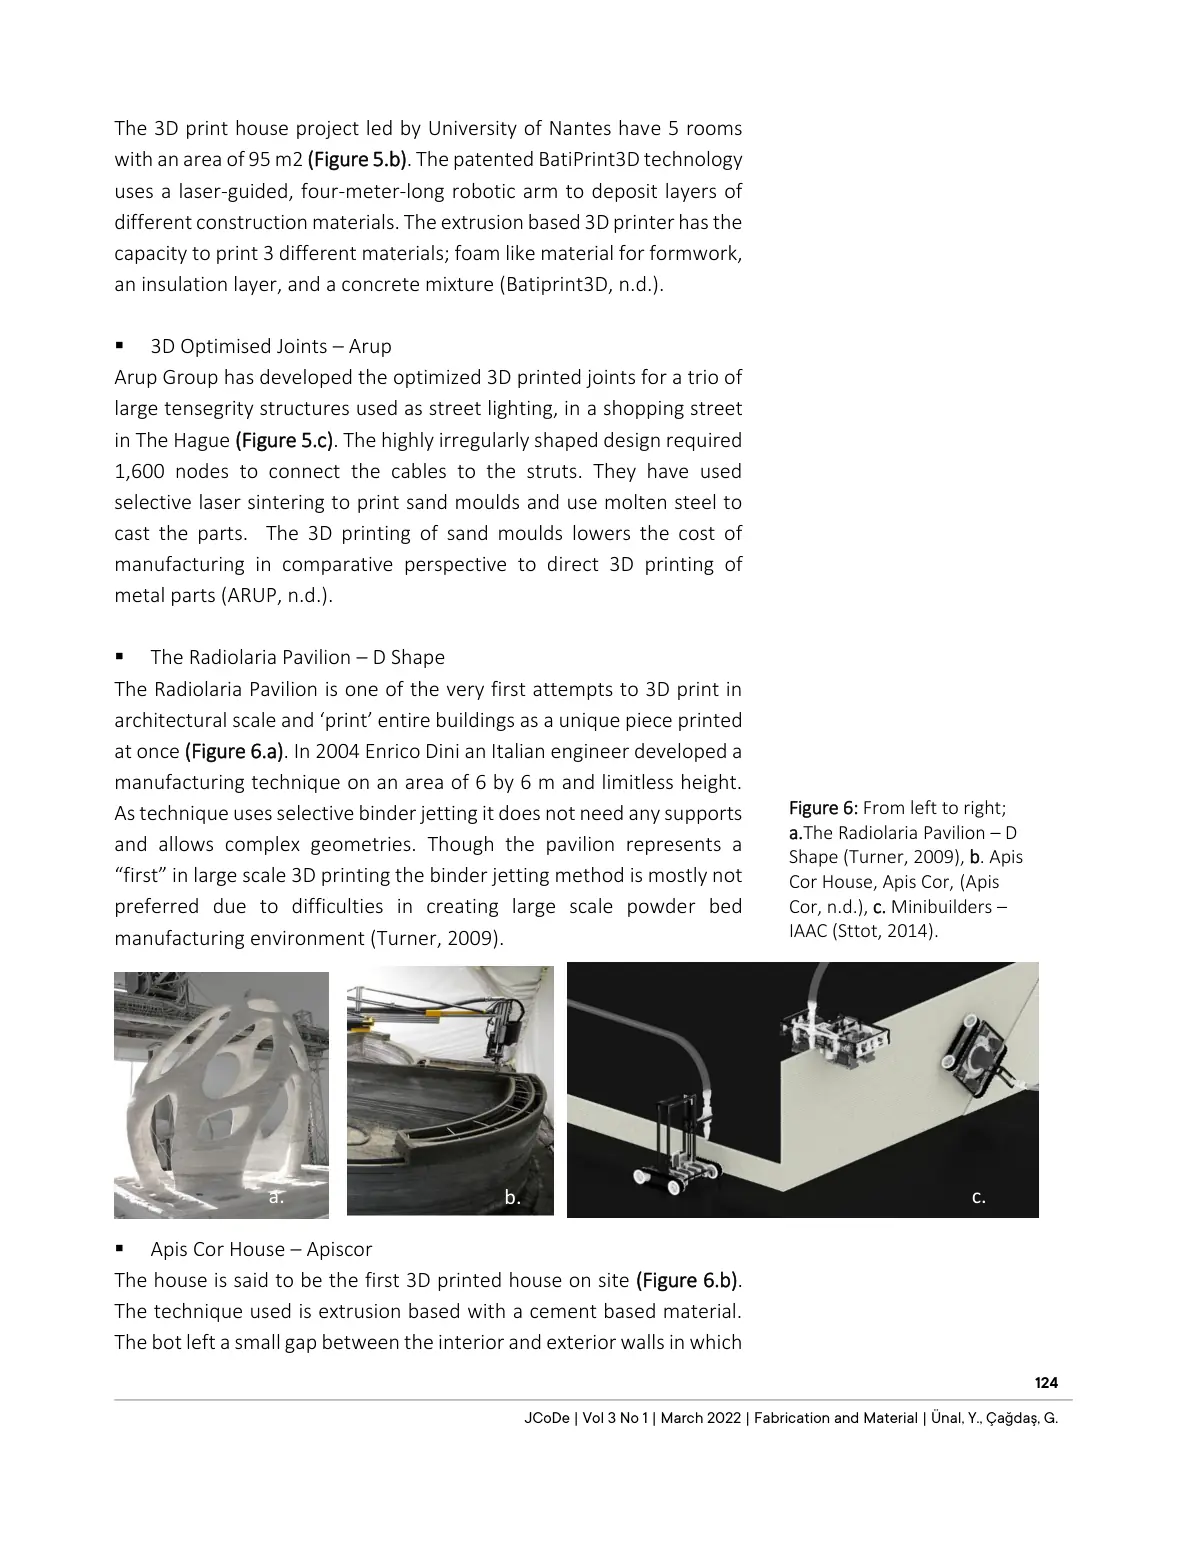 The 3D print house project led by University of Nantes have 5 rooms
with an area of 95 m2 (Figure 5.b). The patented BatiPrint3D technology
uses a laser-guided, four-meter-long robotic arm to deposit layers of
different construction materials. The extrusion based 3D printer has the
capacity to print 3 different materials; foam like material for formwork,
an insulation layer, and a concrete mixture (Batiprint3D, n.d.).
▪ 3D Optimised Joints – Arup
Arup Group has developed the optimized 3D printed joints for a trio of
large tensegrity structures used as street lighting, in a shopping street
in The Hague (Figure 5.c). The highly irregularly shaped design required
1,600 nodes to connect the cables to the struts. They have used
selective laser sintering to print sand moulds and use molten steel to
cast the parts. The 3D printing of sand moulds lowers the cost of
manufacturing in comparative perspective to direct 3D printing of
metal parts (ARUP, n.d.).
▪ The Radiolaria Pavilion – D Shape
The Radiolaria Pavilion is one of the very first attempts to 3D print in
architectural scale and ‘print’ entire buildings as a unique piece printed
at once (Figure 6.a). In 2004 Enrico Dini an Italian engineer developed a
manufacturing technique on an area of 6 by 6 m and limitless height.
As technique uses selective binder jetting it does not need any supports
and allows complex geometries. Though the pavilion represents a
“first” in large scale 3D printing the binder jetting method is mostly not
preferred due to difficulties in creating large scale powder bed
manufacturing environment (Turner, 2009).
Figure 6: From left to right;
a.The Radiolaria Pavilion – D
Shape (Turner, 2009), b. Apis
Cor House, Apis Cor, (Apis
Cor, n.d.), c. Minibuilders –
IAAC (Sttot, 2014).
a.
b.
c.
▪ Apis Cor House – Apiscor
The house is said to be the first 3D printed house on site (Figure 6.b).
The technique used is extrusion based with a cement based material.
The bot left a small gap between the interior and exterior walls in which
124
JCoDe | Vol 3 No 1 | March 2022 | Fabrication and Material | Ünal, Y., Çağdaş, G.